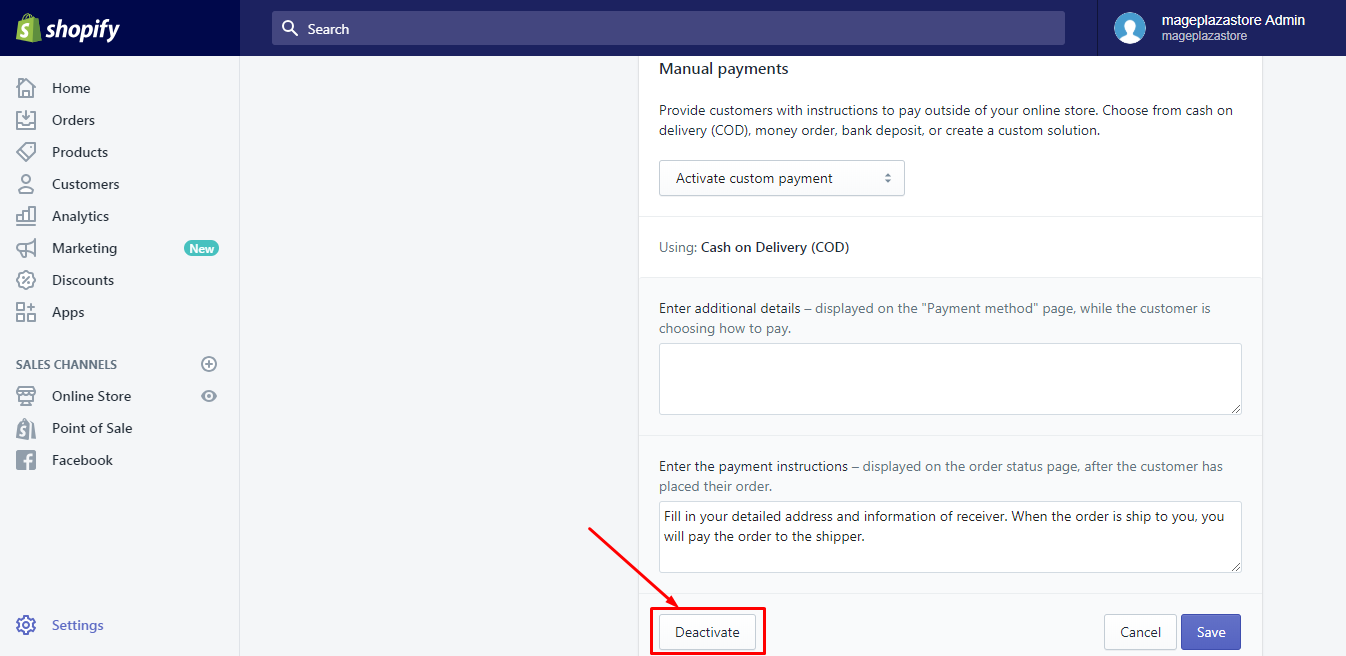 shopify
Search
mageplazastore Admin
mageplazastore
Home
Orders
Products
Customers
Analytics
Marketing New
Discounts
Apps
SALES CHANNELS
Online Store
Point of Sale
Facebook
Settings
Manual payments
Provide customers with instructions to pay outside of your online store. Choose from cash on
delivery (COD), money order, bank deposit, or create a custom solution.
Activate custom payment
Using: Cash on Delivery (COD)
Enter additional details – displayed on the "Payment method" page, while the customer is
choosing how to pay.
Enter the payment instructions – displayed on the order status page, after the customer has
placed their order.
Fill in your detailed address and information of receiver. When the order is ship to you, you
will pay the order to the shipper.
Deactivate
Cancel
Save